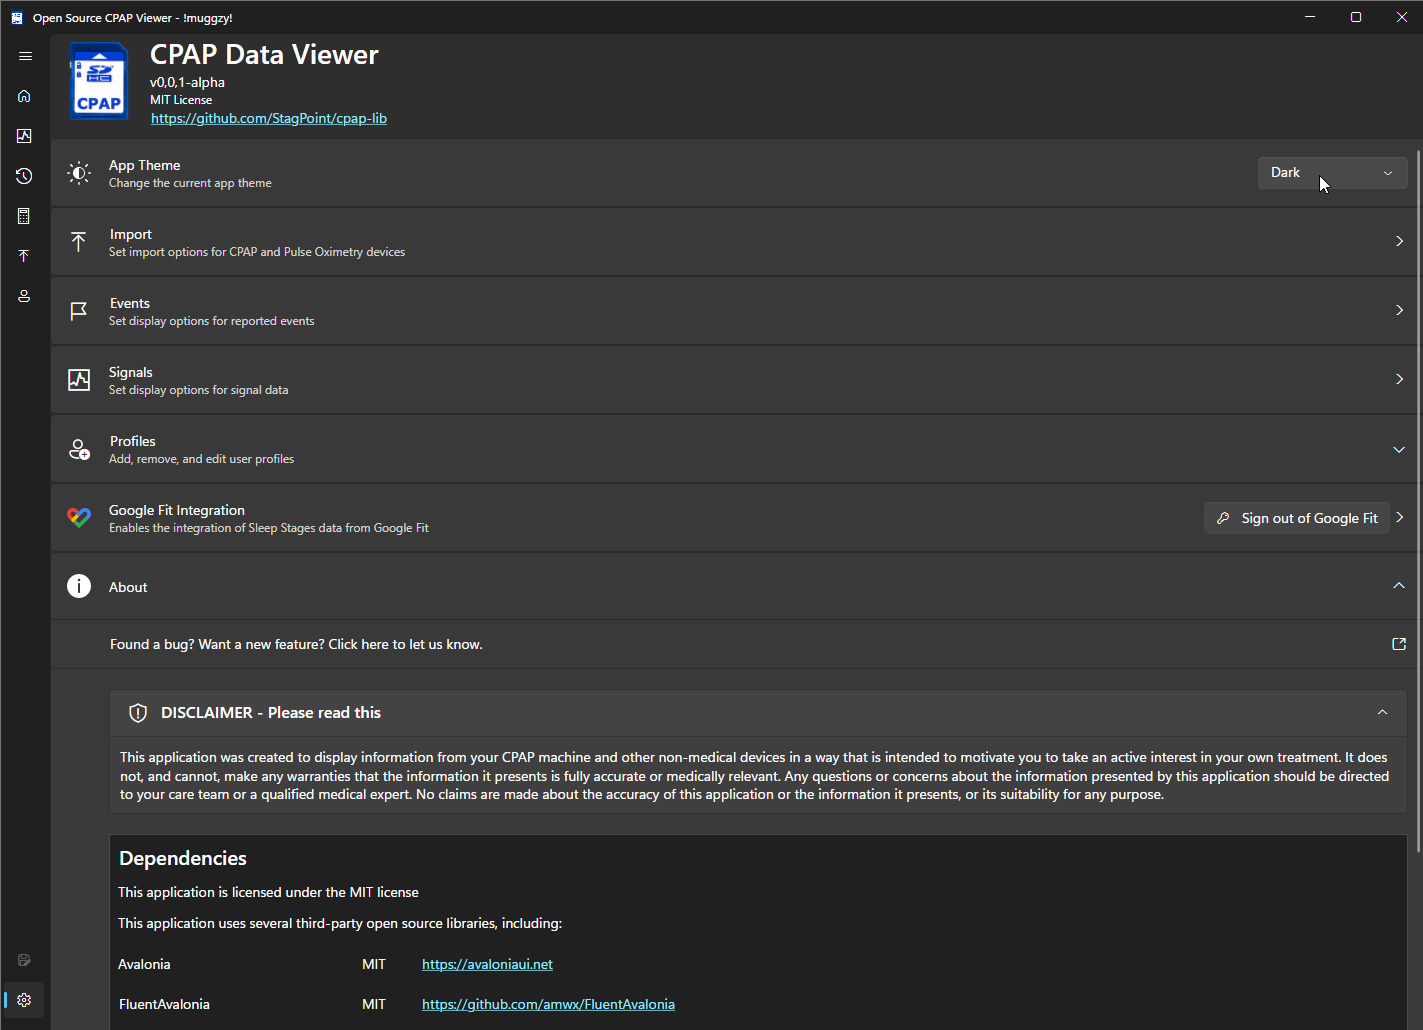 Open Source CPAP Viewer - !muggzy!
CPAP
CPAP Data Viewer
v0,0,1-alpha
MIT License
https://github.com/StagPoint/cpap-lib
App Theme
Change the current app theme
Dark
Import
Set import options for CPAP and Pulse Oximetry devices
Events
Set display options for reported events
Signals
Set display options for signal data
Profiles
Add, remove, and edit user profiles
Google Fit Integration
Enables the integration of Sleep Stages data from Google Fit
Sign out of Google Fit
About
Found a bug? Want a new feature? Click here to let us know.
DISCLAIMER - Please read this
This application was created to display information from your CPAP machine and other non-medical devices in a way that is intended to motivate you to take an active interest in your own treatment. It does
not, and cannot, make any warranties that the information it presents is fully accurate or medically relevant. Any questions or concerns about the information presented by this application should be directed
to your care team or a qualified medical expert. No claims are made about the accuracy of this application or the information it presents, or its suitability for any purpose.
Dependencies
This application is licensed under the MIT license
This application uses several third-party open source libraries, including:
Avalonia MIT https://avaloniaui.net
FluentAvalonia MIT https://github.com/amwx/FluentAvalonia